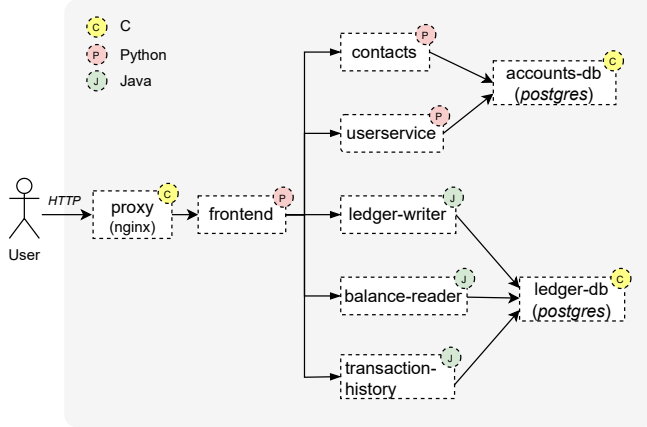 C C
P Python
J Java
P
contacts
C
accounts-db
(postgres)
P
userservice
HTTP
User
C
proxy
(nginx)
P
frontend
J
ledger-writer
J
balance-reader
C
ledger-db
(postgres)
J
transaction-
history